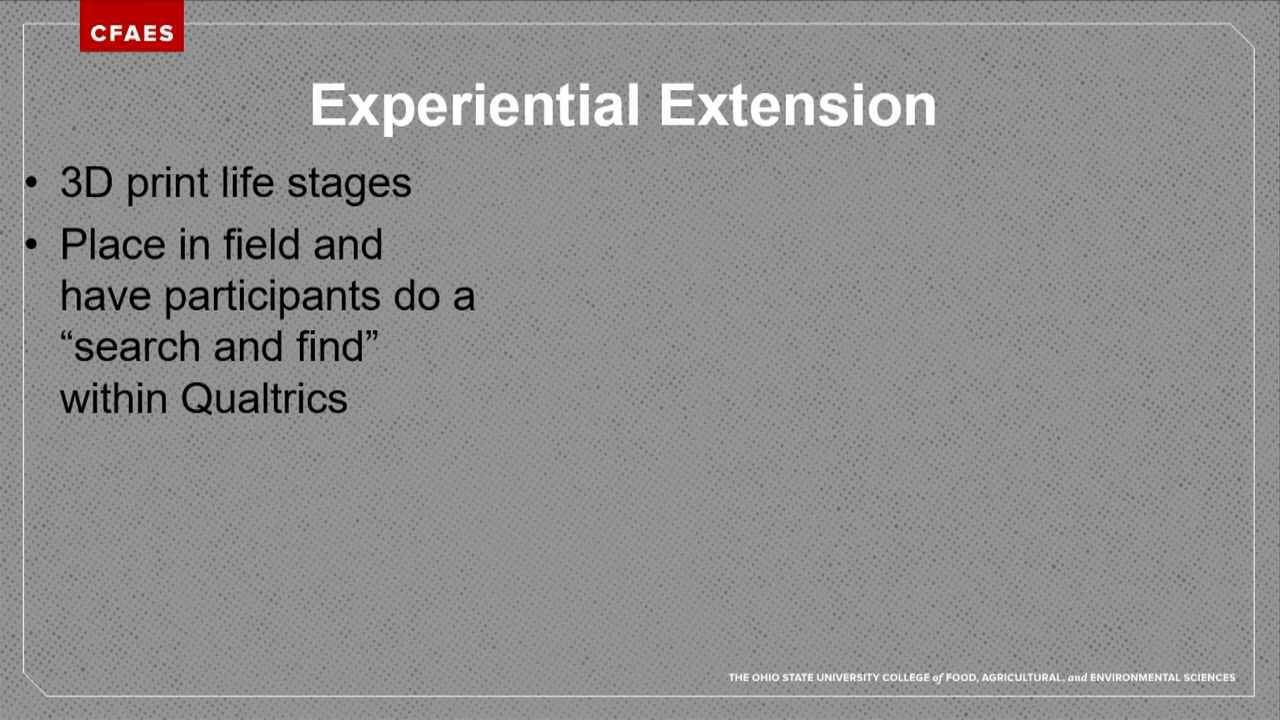 CFAES
Experiential Extension
• 3D print life stages
• Place in field and
have participants do a
“search and find”
within Qualtrics
THE OHIO STATE UNIVERSITY COLLEGE of FOOD, AGRICULTURAL, and ENVIRONMENTAL SCIENCES